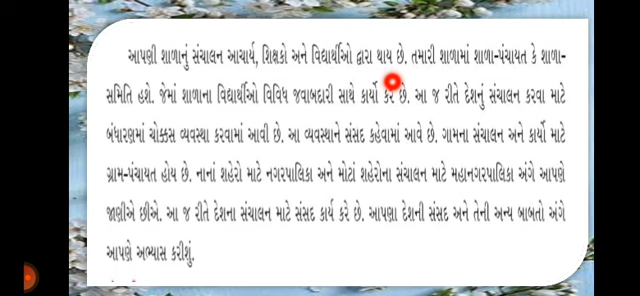 આપણી શાળાનું સંચાલન આચાર્ય, શિક્ષકો અને વિદ્યાર્થીઓ દ્વારા થાય છે. તમારી શાળામાં શાળા-પંચાયત કે શાળા-
સમિતિ હશે. જેમાં શાળાના વિદ્યાર્થીઓ વિવિધ જવાબદારી સાથે કાર્યો કરે છે. આ જ રીતે દેશનું સંચાલન કરવા માટે
બંધારણમાં ચોક્કસ વ્યવસ્થા કરવામાં આવી છે. આ વ્યવસ્થાને સંસદ કહેવામાં આવે છે. ગામના સંચાલન અને કાર્યો માટે
ગ્રામ-પંચાયત હોય છે. નાનાં શહેરો માટે નગરપાલિકા અને મોટાં શહેરોના સંચાલન માટે મહાનગરપાલિકા અંગે આપણે
જાણીએ છીએ. આ જ રીતે દેશના સંચાલન માટે સંસદ કાર્ય કરે છે. આપણા દેશની સંસદ અને તેની અન્ય બાબતો અંગે
આપણે અભ્યાસ કરીશું.